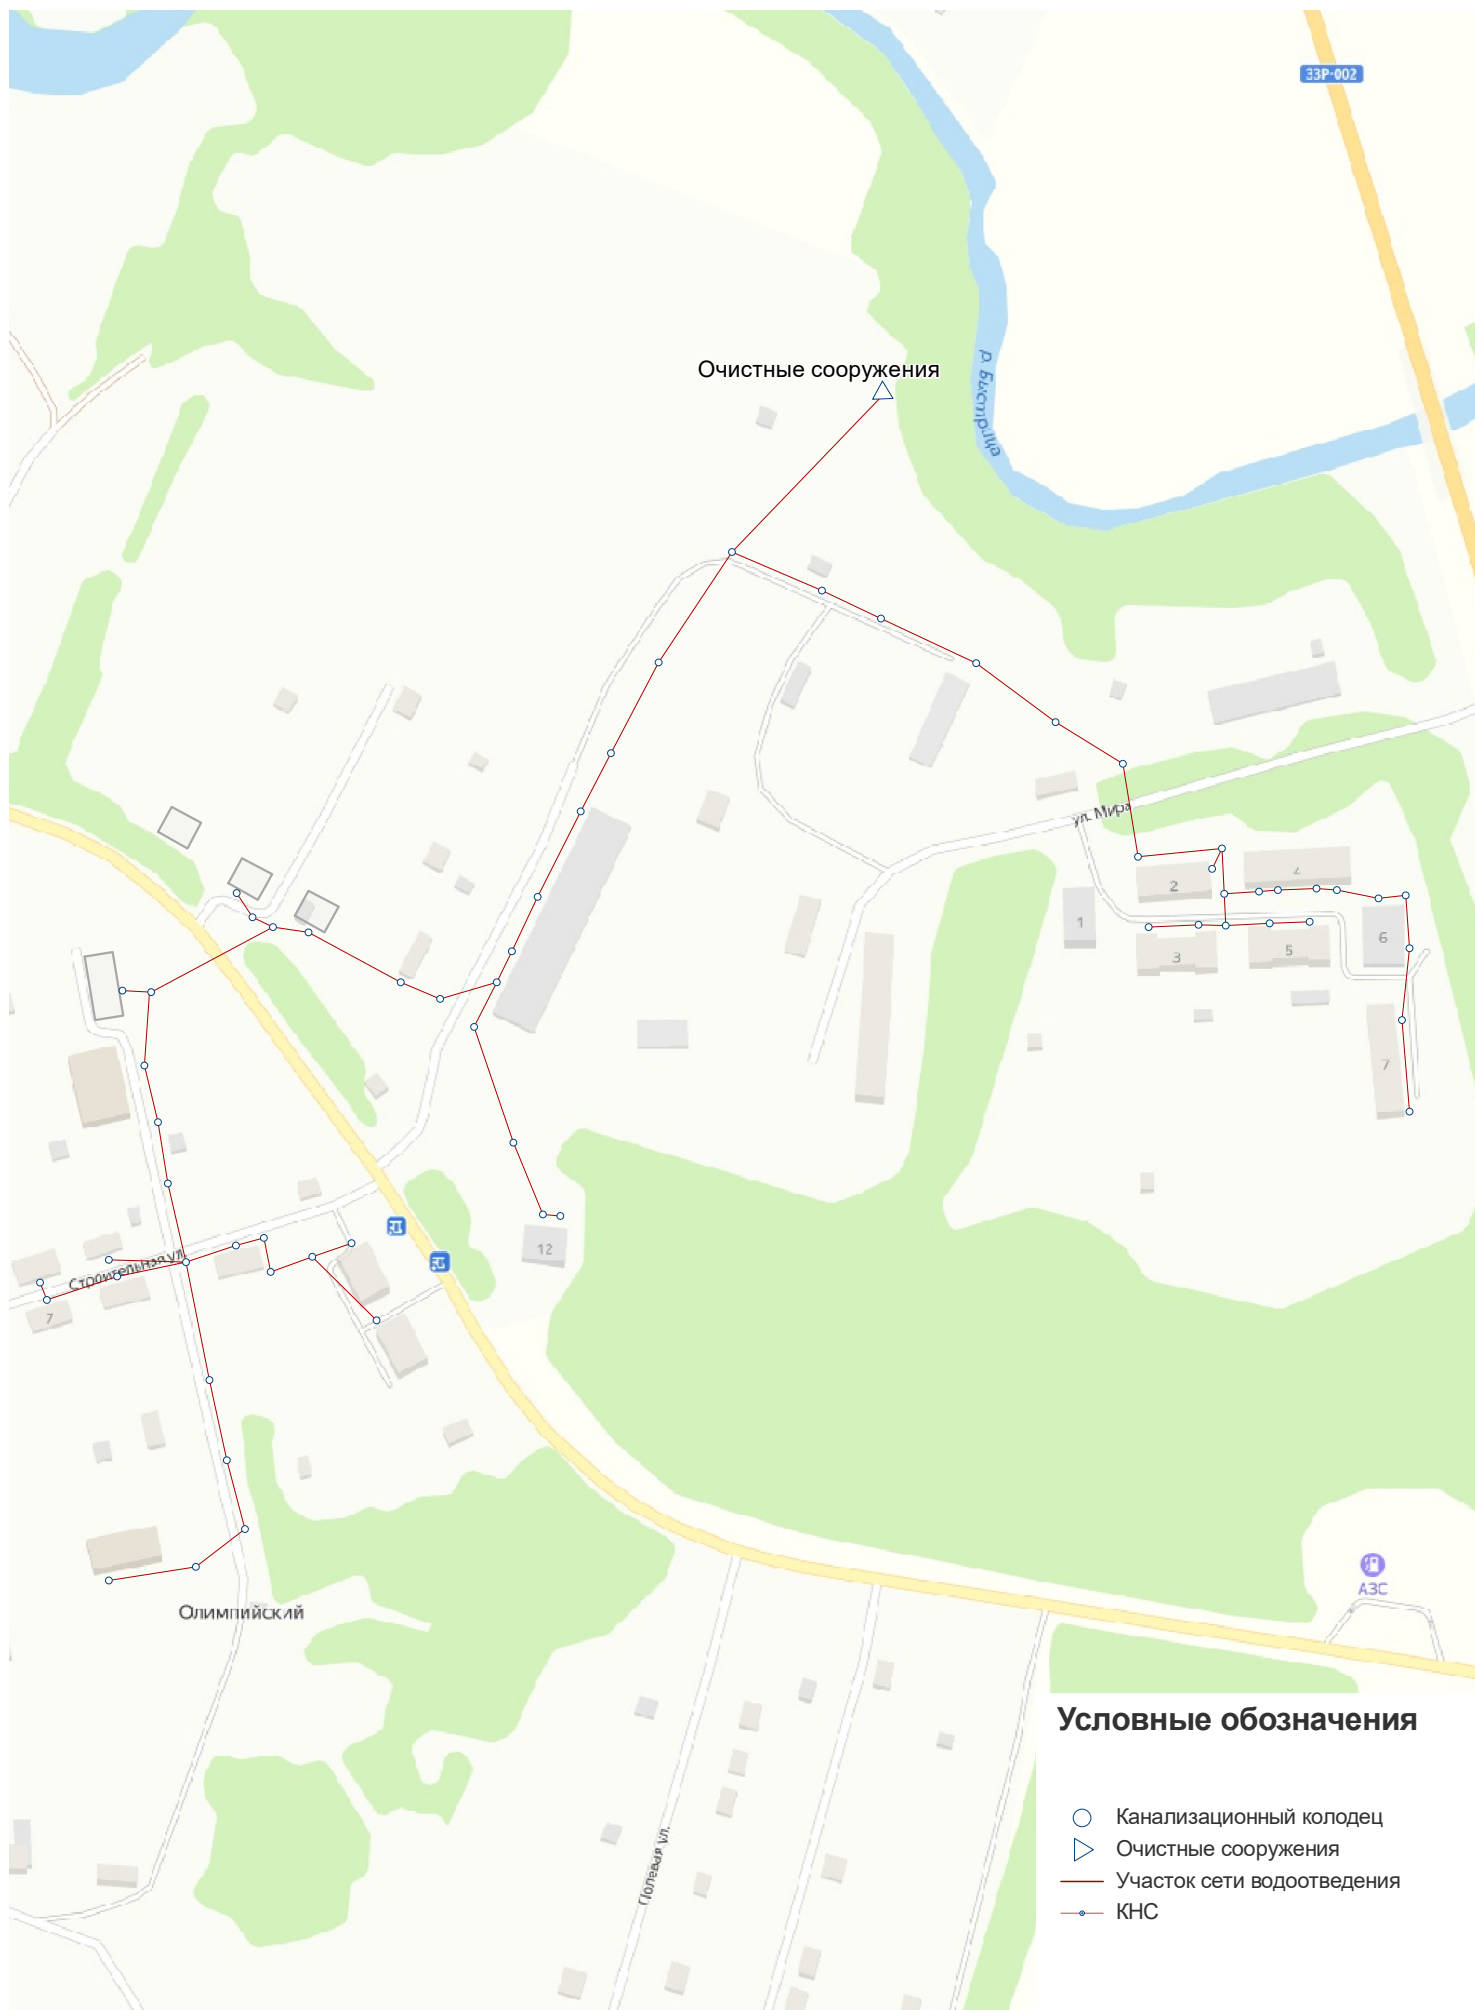 33Р-002
Очистные сооружения
р. Быстрица
ул. Мира
2
4
1
3
5
6
7
12
Строительная ул.
7
Олимпийский
АЗС
Полевая ул.
Условные обозначения
Канализационный колодец
Очистные сооружения
Участок сети водоотведения
КНС